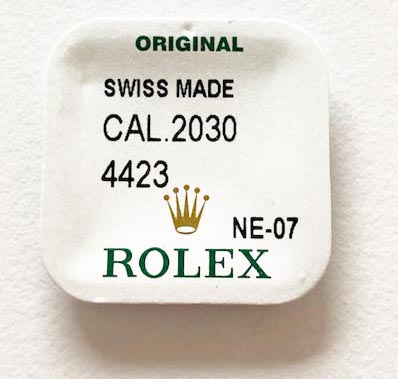 ORIGINAL
SWISS MADE
CAL.2030
4423
NE-07
ROLEX